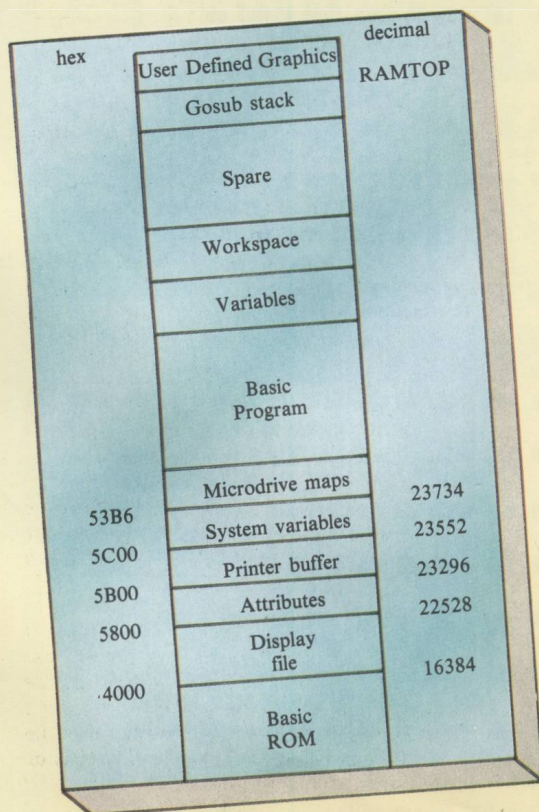 hex
decimal
User Defined Graphics
RAMTOP
Gosub stack
Spare
Workspace
Variables
Basic
Program
Microdrive maps
53B6
23734
System variables
5C00
23552
Printer buffer
5B00
23296
Attributes
5800
22528
Display
file
4000
16384
Basic
ROM